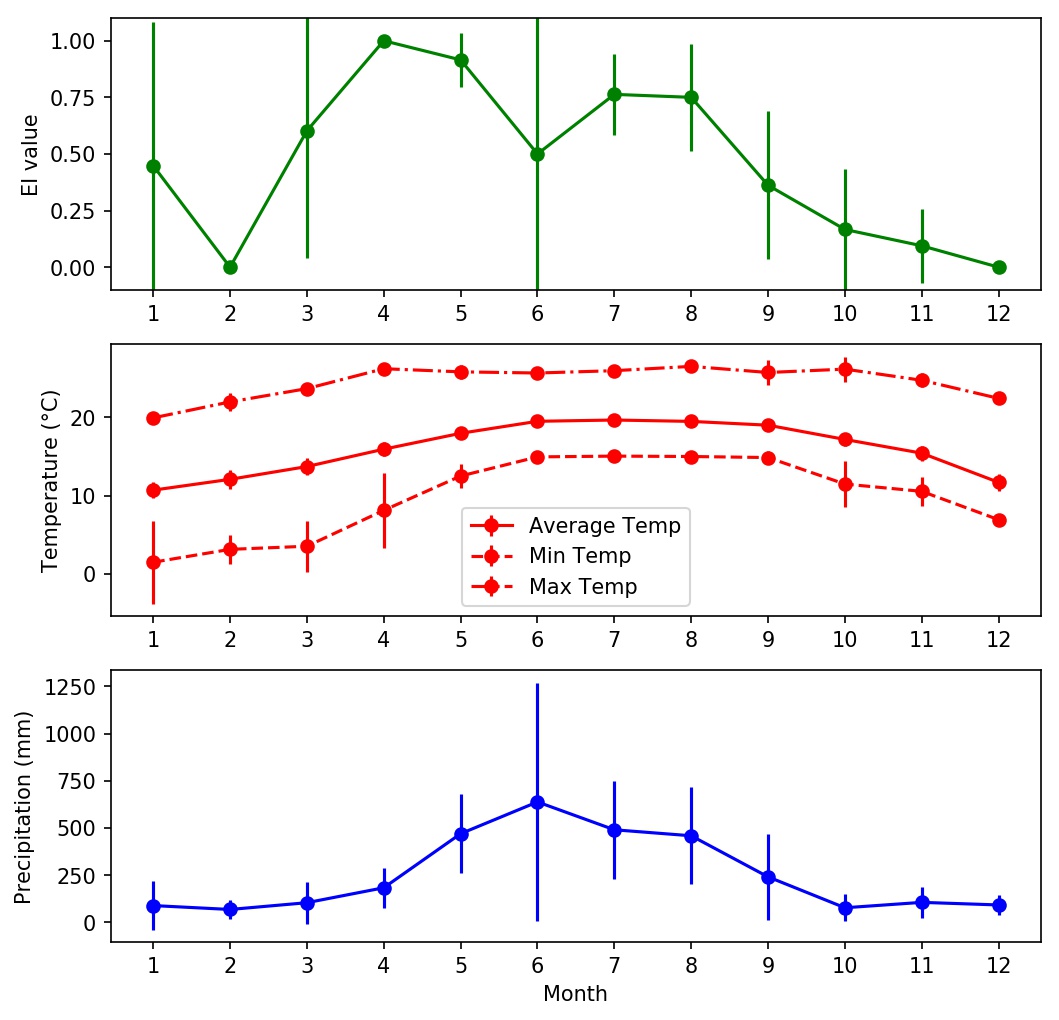 EI value
1.00
0.75
0.50
0.25
0.00
1 2 3 4 5 6 7 8 9 10 11 12
Temperature (°C)
20
10
0
Average Temp
Min Temp
Max Temp
1 2 3 4 5 6 7 8 9 10 11 12
Precipitation (mm)
1250
1000
750
500
250
0
1 2 3 4 5 6 7 8 9 10 11 12
Month